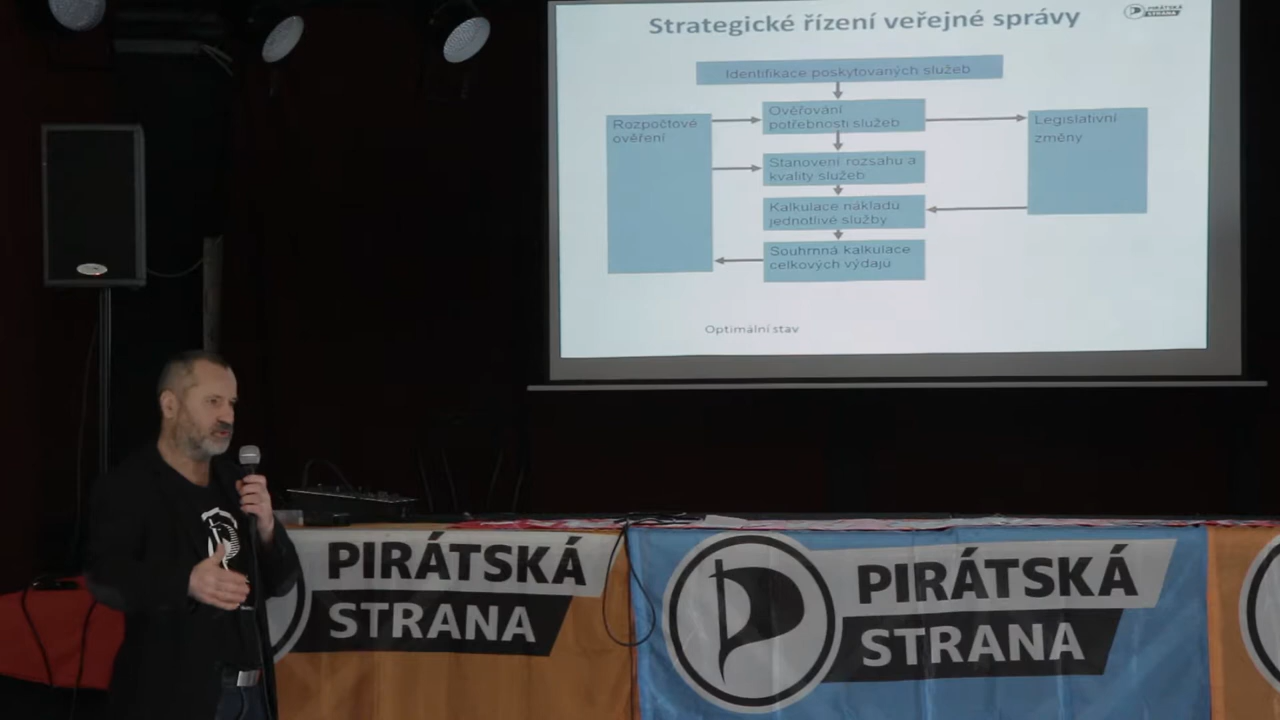 Strategické řízení veřejné správy
PIRÁTSKÁ
STRANA
Identifikace poskytovaných služeb
Rozpočtové
ověření
Ověřování
potřebnosti služeb
Legislativní
změny
Stanovení rozsahu a
kvality služeb
Kalkulace nákladů
jednotlivé služby
Souhrnná kalkulace
celkových výdajů
Optimální stav
PIRÁTSKÁ
STRANA
PIRÁTSKÁ
STRANA